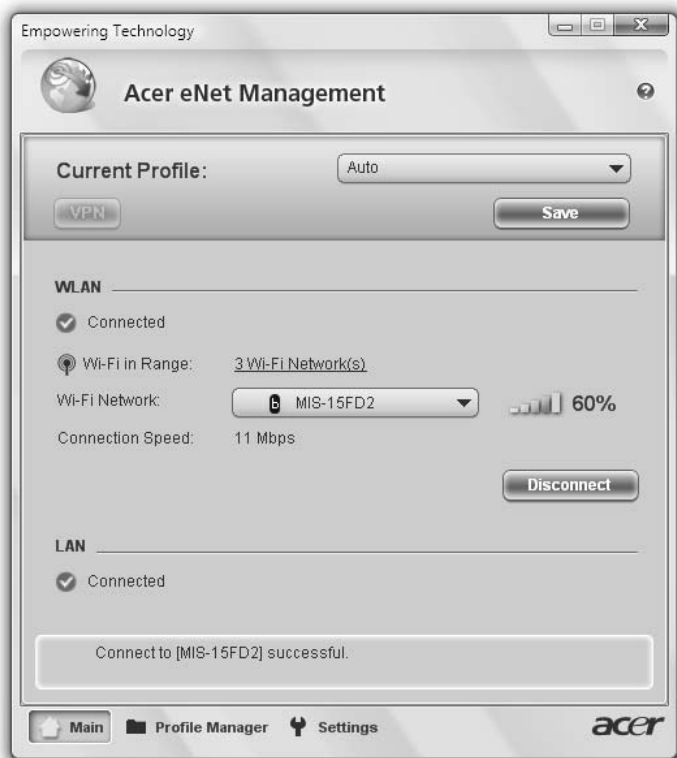 Empowering Technology
Acer eNet Management
Current Profile: Auto
VPN Save
WLAN
Connected
Wi-Fi in Range: 3 Wi-Fi Network(s)
Wi-Fi Network: b MIS-15FD2 60%
Connection Speed: 11 Mbps
Disconnect
LAN
Connected
Connect to [MIS-15FD2] successful.
Main Profile Manager Settings acer